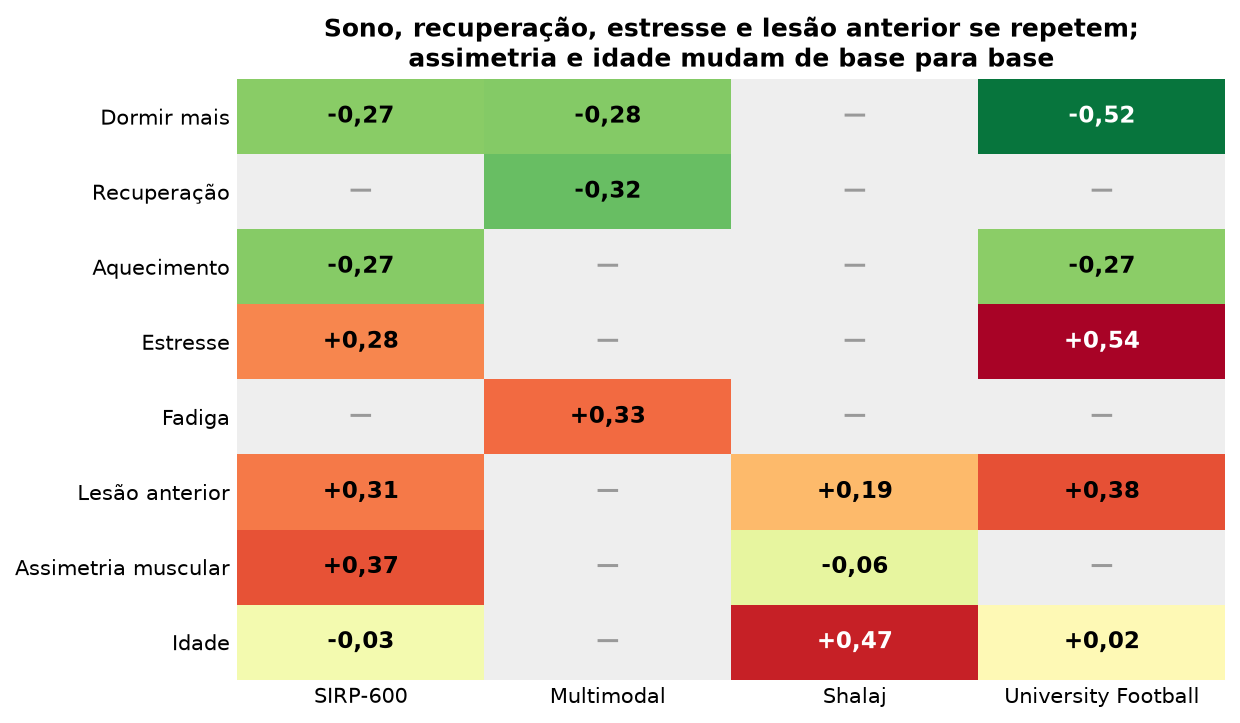 Sono, recuperação, estresse e lesão anterior se repetem;
assimetria e idade mudam de base para base
Dormir mais -0,27 -0,28 — -0,52
Recuperação — -0,32 — —
Aquecimento -0,27 — — -0,27
Estresse +0,28 — — +0,54
Fadiga — +0,33 — —
Lesão anterior +0,31 — +0,19 +0,38
Assimetria muscular +0,37 — -0,06 —
Idade -0,03 — +0,47 +0,02
SIRP-600 Multimodal Shalaj University Football